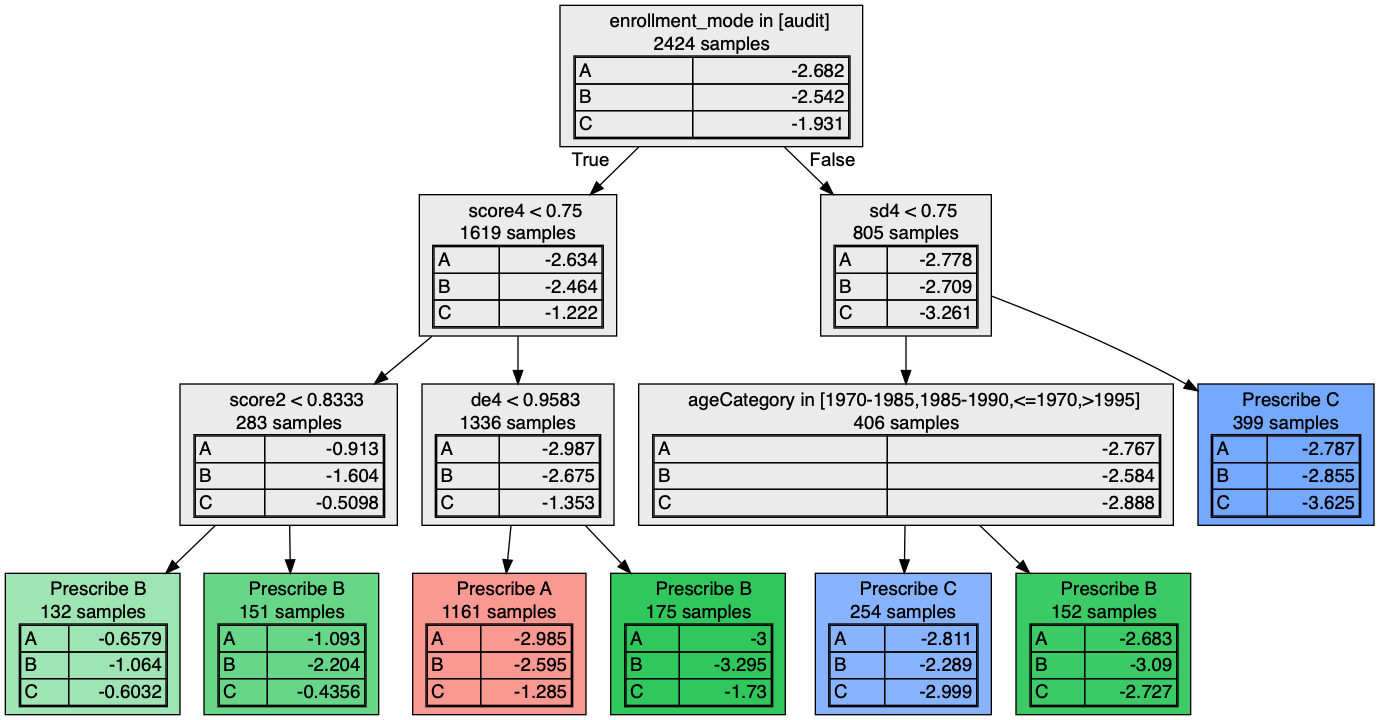 enrollment_mode in [audit]
2424 samples
A -2.682
B -2.542
C -1.931
True
False
score4 < 0.75
1619 samples
A -2.634
B -2.464
C -1.222
sd4 < 0.75
805 samples
A -2.778
B -2.709
C -3.261
score2 < 0.8333
283 samples
A -0.913
B -1.604
C -0.5098
de4 < 0.9583
1336 samples
A -2.987
B -2.675
C -1.353
ageCategory in [1970-1985,1985-1990,<=1970,>1995]
406 samples
A -2.767
B -2.584
C -2.888
Prescribe C
399 samples
A -2.787
B -2.855
C -3.625
Prescribe B
132 samples
A -0.6579
B -1.064
C -0.6032
Prescribe B
151 samples
A -1.093
B -2.204
C -0.4356
Prescribe A
1161 samples
A -2.985
B -2.595
C -1.285
Prescribe B
175 samples
A -3
B -3.295
C -1.73
Prescribe C
254 samples
A -2.811
B -2.289
C -2.999
Prescribe B
152 samples
A -2.683
B -3.09
C -2.727